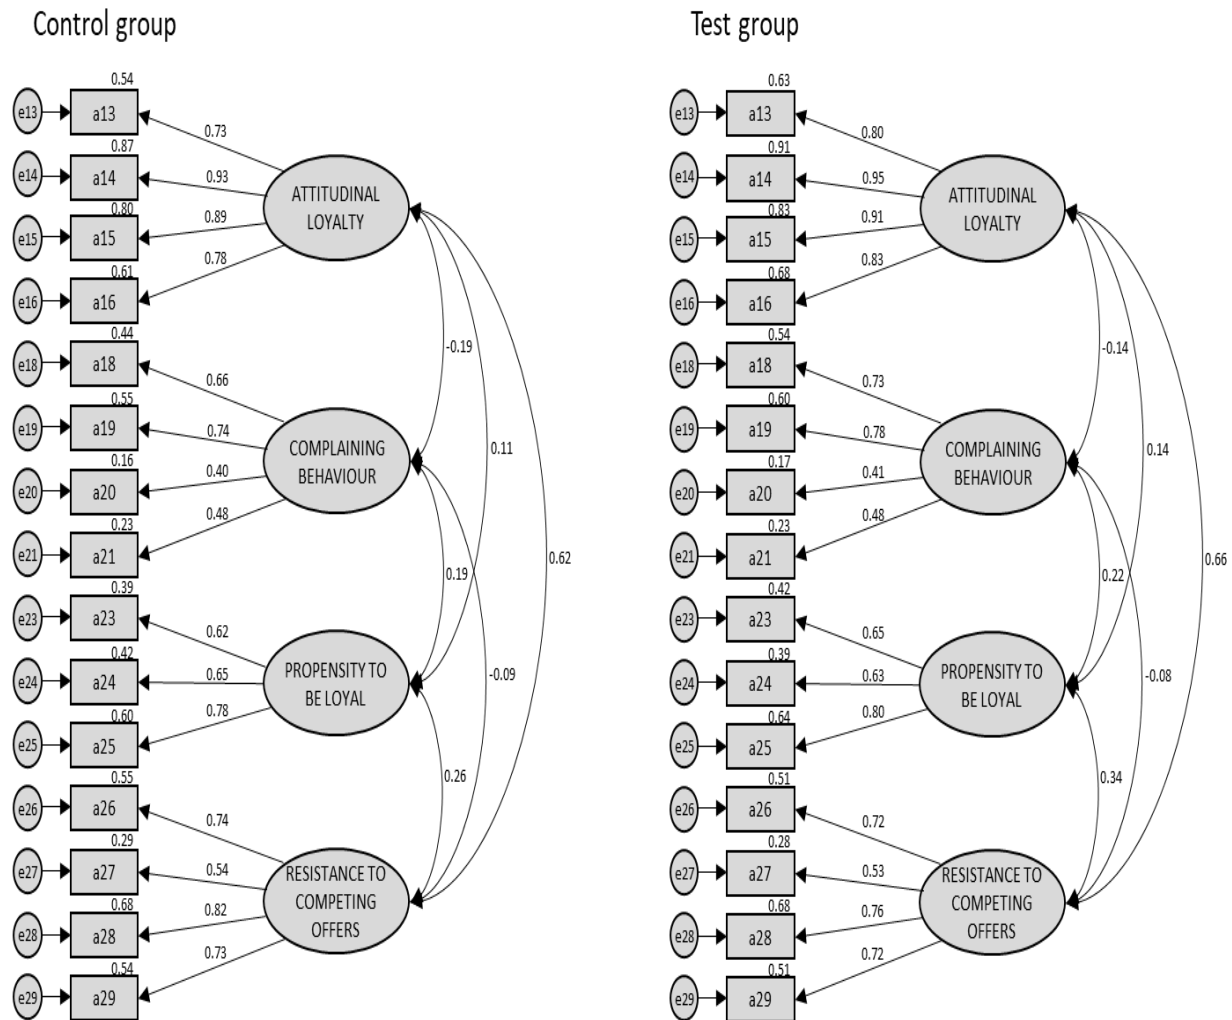 Control group
0.54
e13
a13
0.73
0.87
e14
a14
0.93
0.80
e15
a15
0.89
0.61
e16
a16
0.78
ATTITUDINAL
LOYALTY
0.44
e18
a18
0.66
0.55
e19
a19
0.74
0.16
e20
a20
0.40
0.23
e21
a21
0.48
COMPLAINING
BEHAVIOUR
0.39
e23
a23
0.62
0.42
e24
a24
0.65
0.60
e25
a25
0.78
PROPENSITY TO
BE LOYAL
0.55
e26
a26
0.74
0.29
e27
a27
0.54
0.68
e28
a28
0.82
0.54
e29
a29
0.73
RESISTANCE TO
COMPETING
OFFERS
-0.19
0.11
0.62
0.19
-0.09
0.26
Test group
0.63
e13
a13
0.80
0.91
e14
a14
0.95
0.83
e15
a15
0.91
0.68
e16
a16
0.83
ATTITUDINAL
LOYALTY
0.54
e18
a18
0.73
0.60
e19
a19
0.78
0.17
e20
a20
0.41
0.23
e21
a21
0.48
COMPLAINING
BEHAVIOUR
0.42
e23
a23
0.65
0.39
e24
a24
0.63
0.64
e25
a25
0.80
PROPENSITY TO
BE LOYAL
0.51
e26
a26
0.72
0.28
e27
a27
0.53
0.68
e28
a28
0.76
0.51
e29
a29
0.72
RESISTANCE TO
COMPETING
OFFERS
-0.14
0.14
0.66
0.22
-0.08
0.34